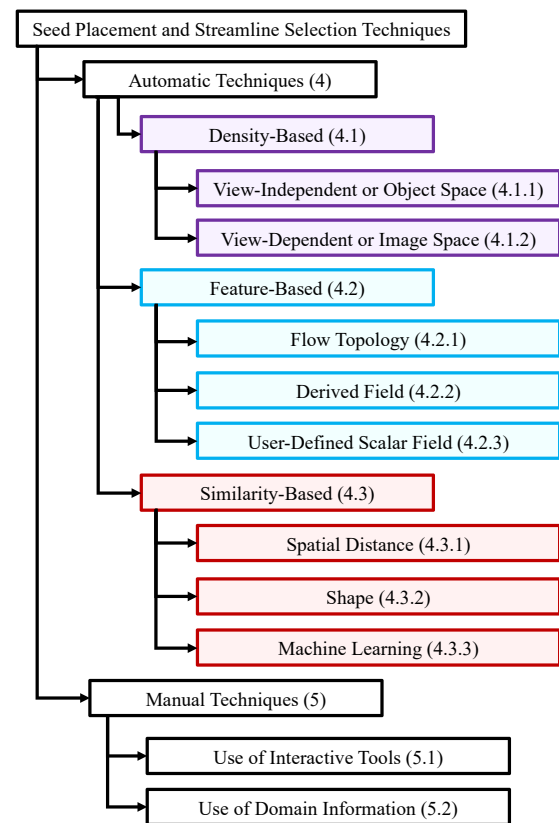 Seed Placement and Streamline Selection Techniques
Automatic Techniques (4)
Density-Based (4.1)
View-Independent or Object Space (4.1.1)
View-Dependent or Image Space (4.1.2)
Feature-Based (4.2)
Flow Topology (4.2.1)
Derived Field (4.2.2)
User-Defined Scalar Field (4.2.3)
Similarity-Based (4.3)
Spatial Distance (4.3.1)
Shape (4.3.2)
Machine Learning (4.3.3)
Manual Techniques (5)
Use of Interactive Tools (5.1)
Use of Domain Information (5.2)